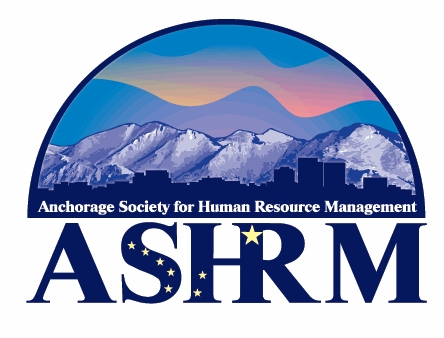 Anchorage Society for Human Resource Management
ASHRM